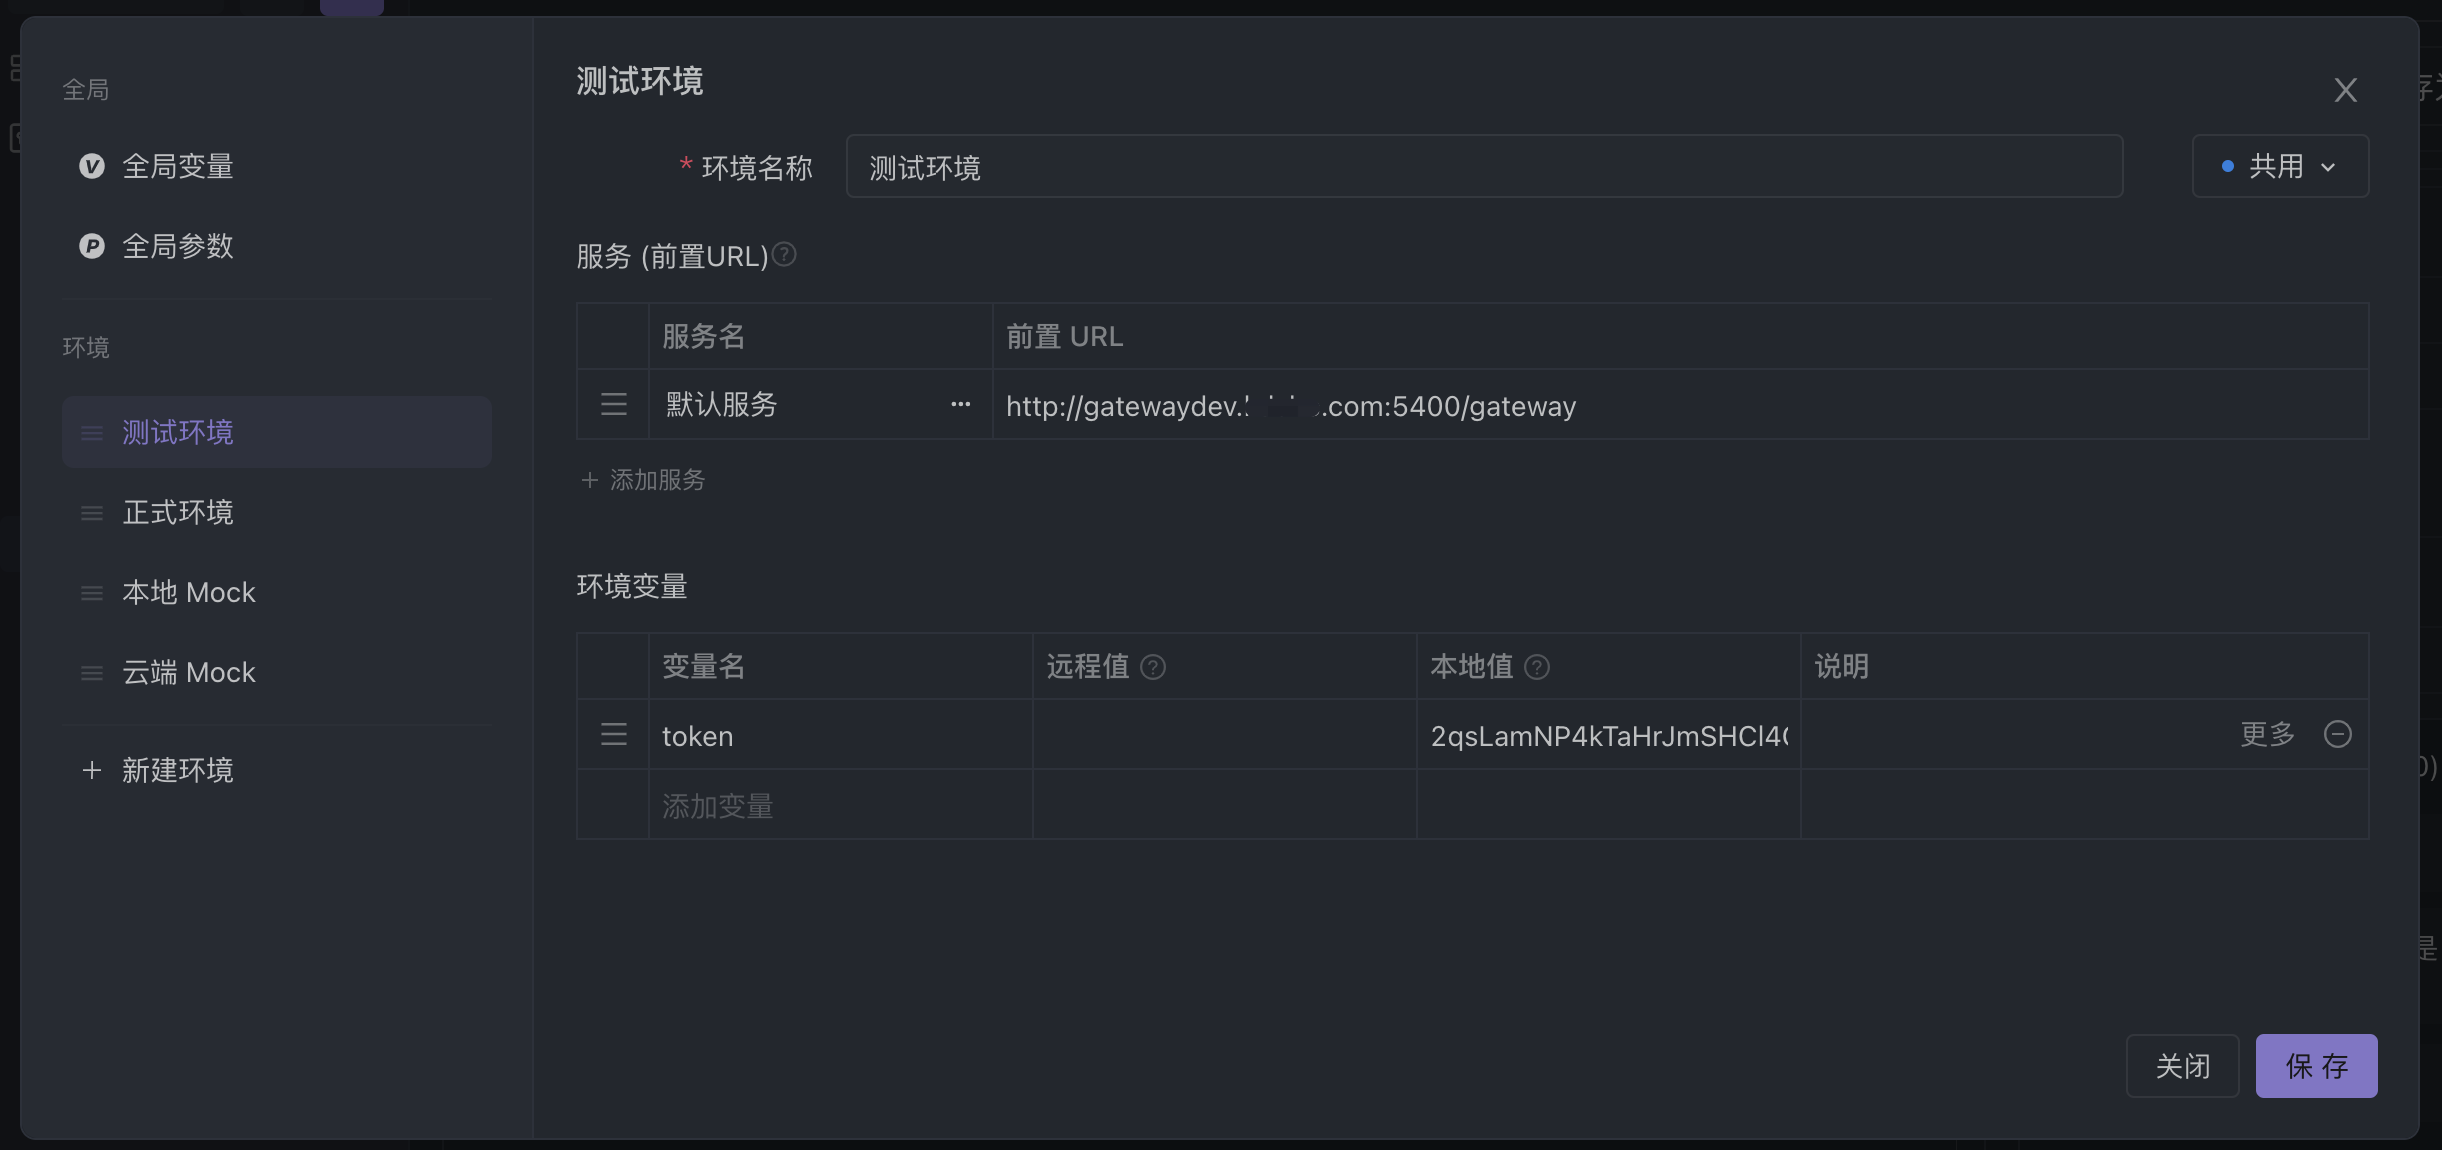 全局
全局变量
全局参数
环境
测试环境
正式环境
本地 Mock
云端 Mock
新建环境
测试环境
* 环境名称
测试环境
共用
服务 (前置URL)
服务名
前置 URL
默认服务
http://gatewaydev.
.com:5400/gateway
添加服务
环境变量
变量名
远程值
本地值
说明
token
2qsLamNP4kTaHrJmSHCl4
更多
添加变量
关闭
保 存